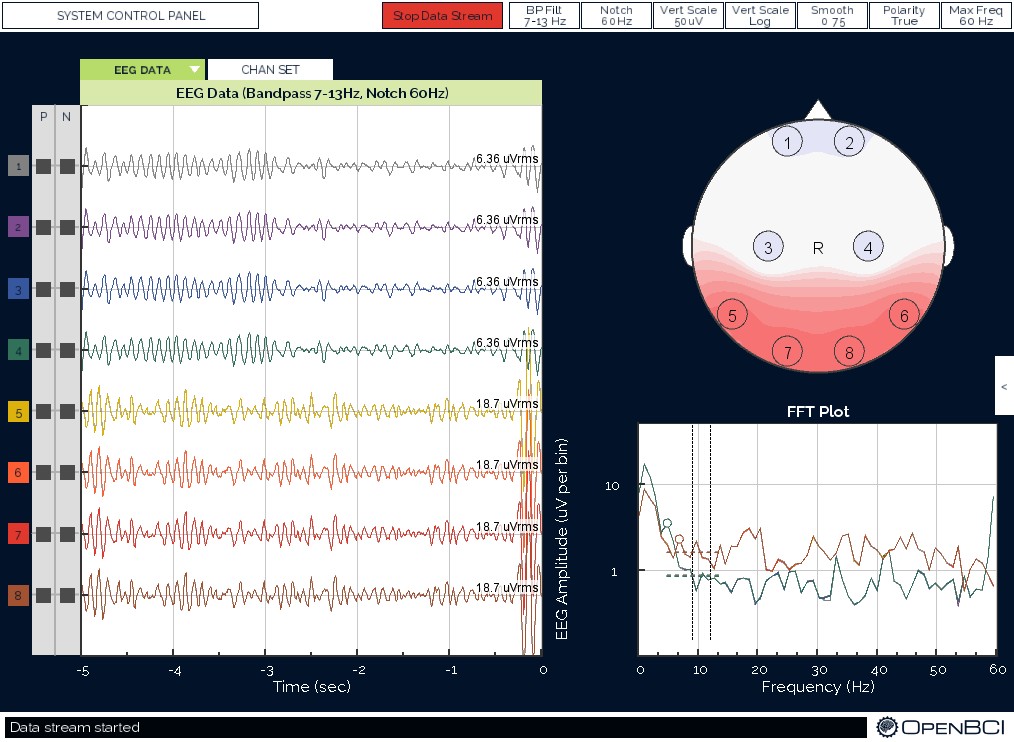 SYSTEM CONTROL PANEL
Stop Data Stream
BP Filt
7-13 Hz
Notch
60Hz
Vert Scale
50uV
Vert Scale
Log
Smooth
0.75
Polarity
True
Max Freq
60 Hz
EEG DATA
CHAN SET
EEG Data (Bandpass 7-13Hz, Notch 60Hz)
P N
1
6.36 uVrms
2
6.36 uVrms
3
6.36 uVrms
4
6.36 uVrms
5
18.7 uVrms
6
18.7 uVrms
7
18.7 uVrms
8
18.7 uVrms
-5 -4 -3 -2 -1 0
Time (sec)
1 2
3 R 4
5 6
7 8
<
FFT Plot
EEG Amplitude (uV per bin)
10
1
0 10 20 30 40 50 60
Frequency (Hz)
Data stream started
OPENBCI